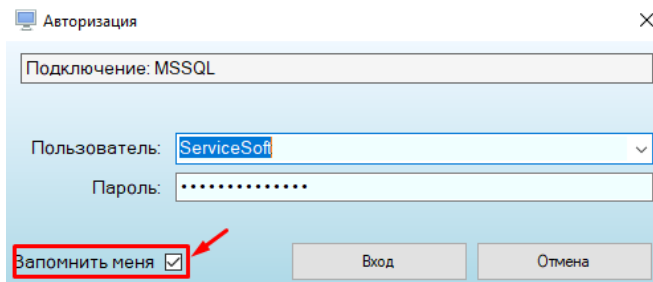 Авторизация
Подключение: MSSQL
Пользователь: ServiceSoft
Пароль: ••••••••••••••
Запомнить меня
Вход
Отмена